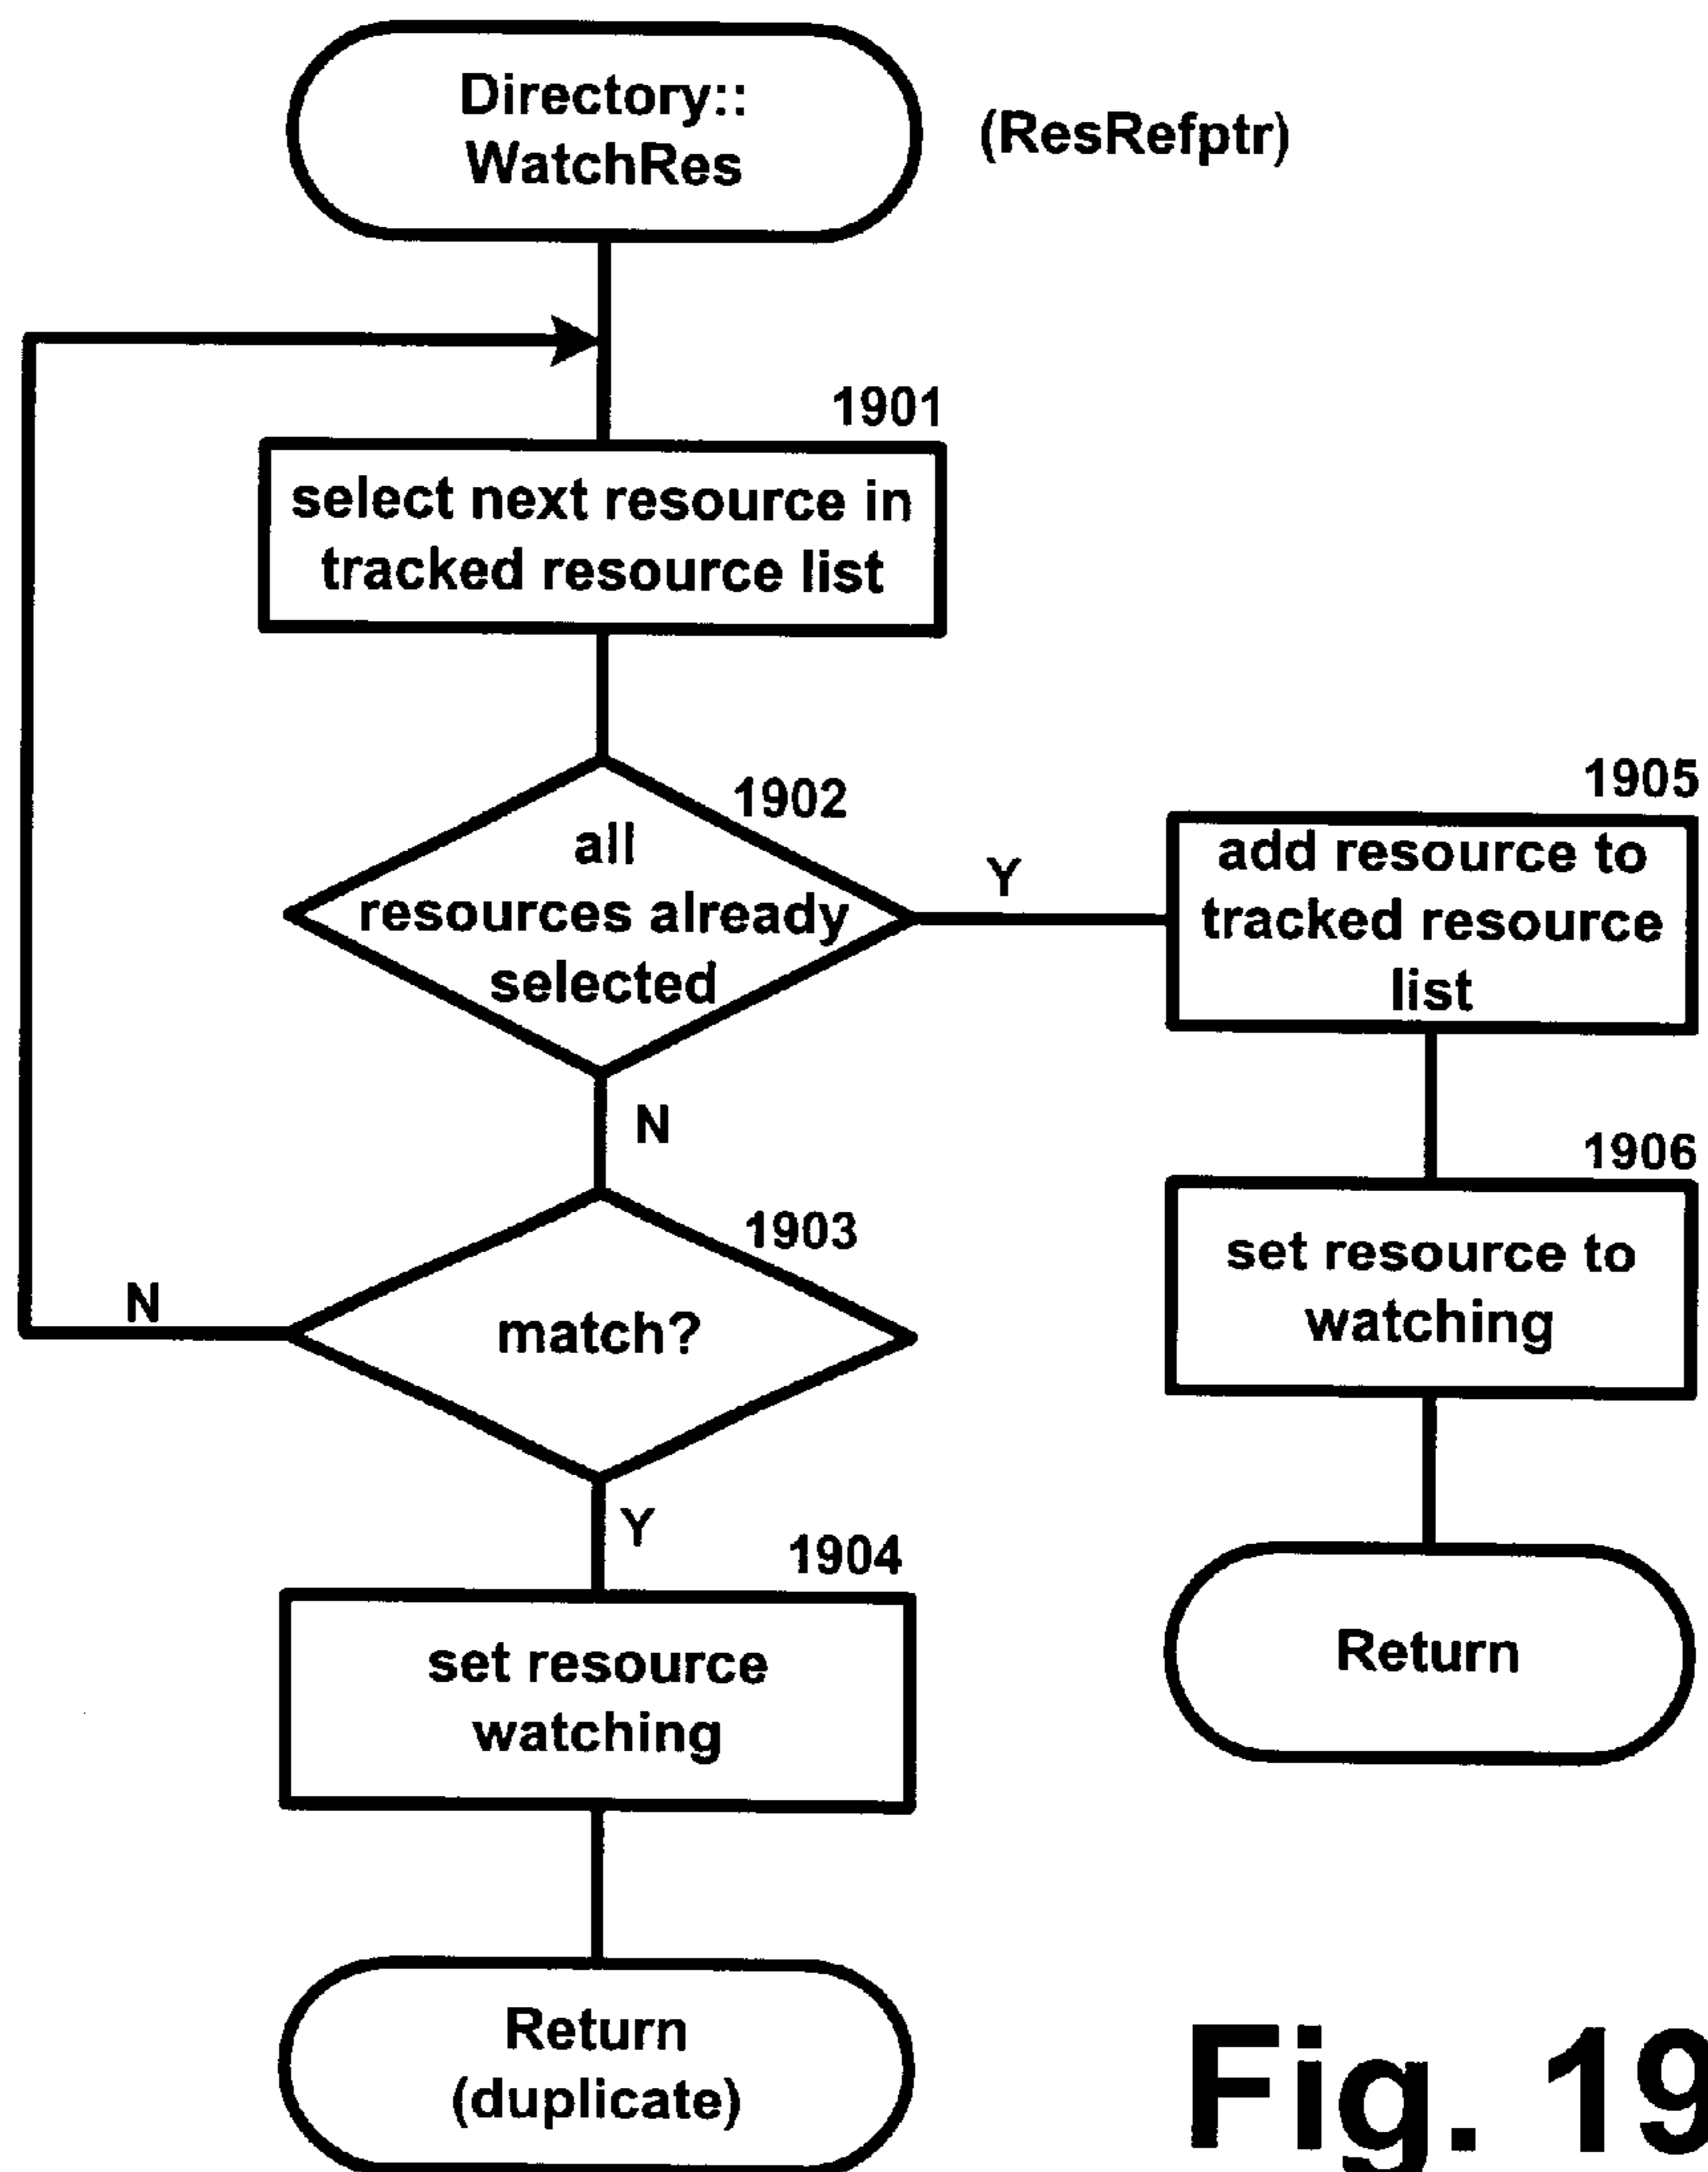 Directory::
WatchRes
(ResRefptr)
1901
select next resource in
tracked resource list
1902
all
resources already
selected
Y
1905
add resource to
tracked resource
list
N
1906
set resource to
watching
1903
match?
N
Y
1904
set resource
watching
Return
Return
(duplicate)
Fig. 19